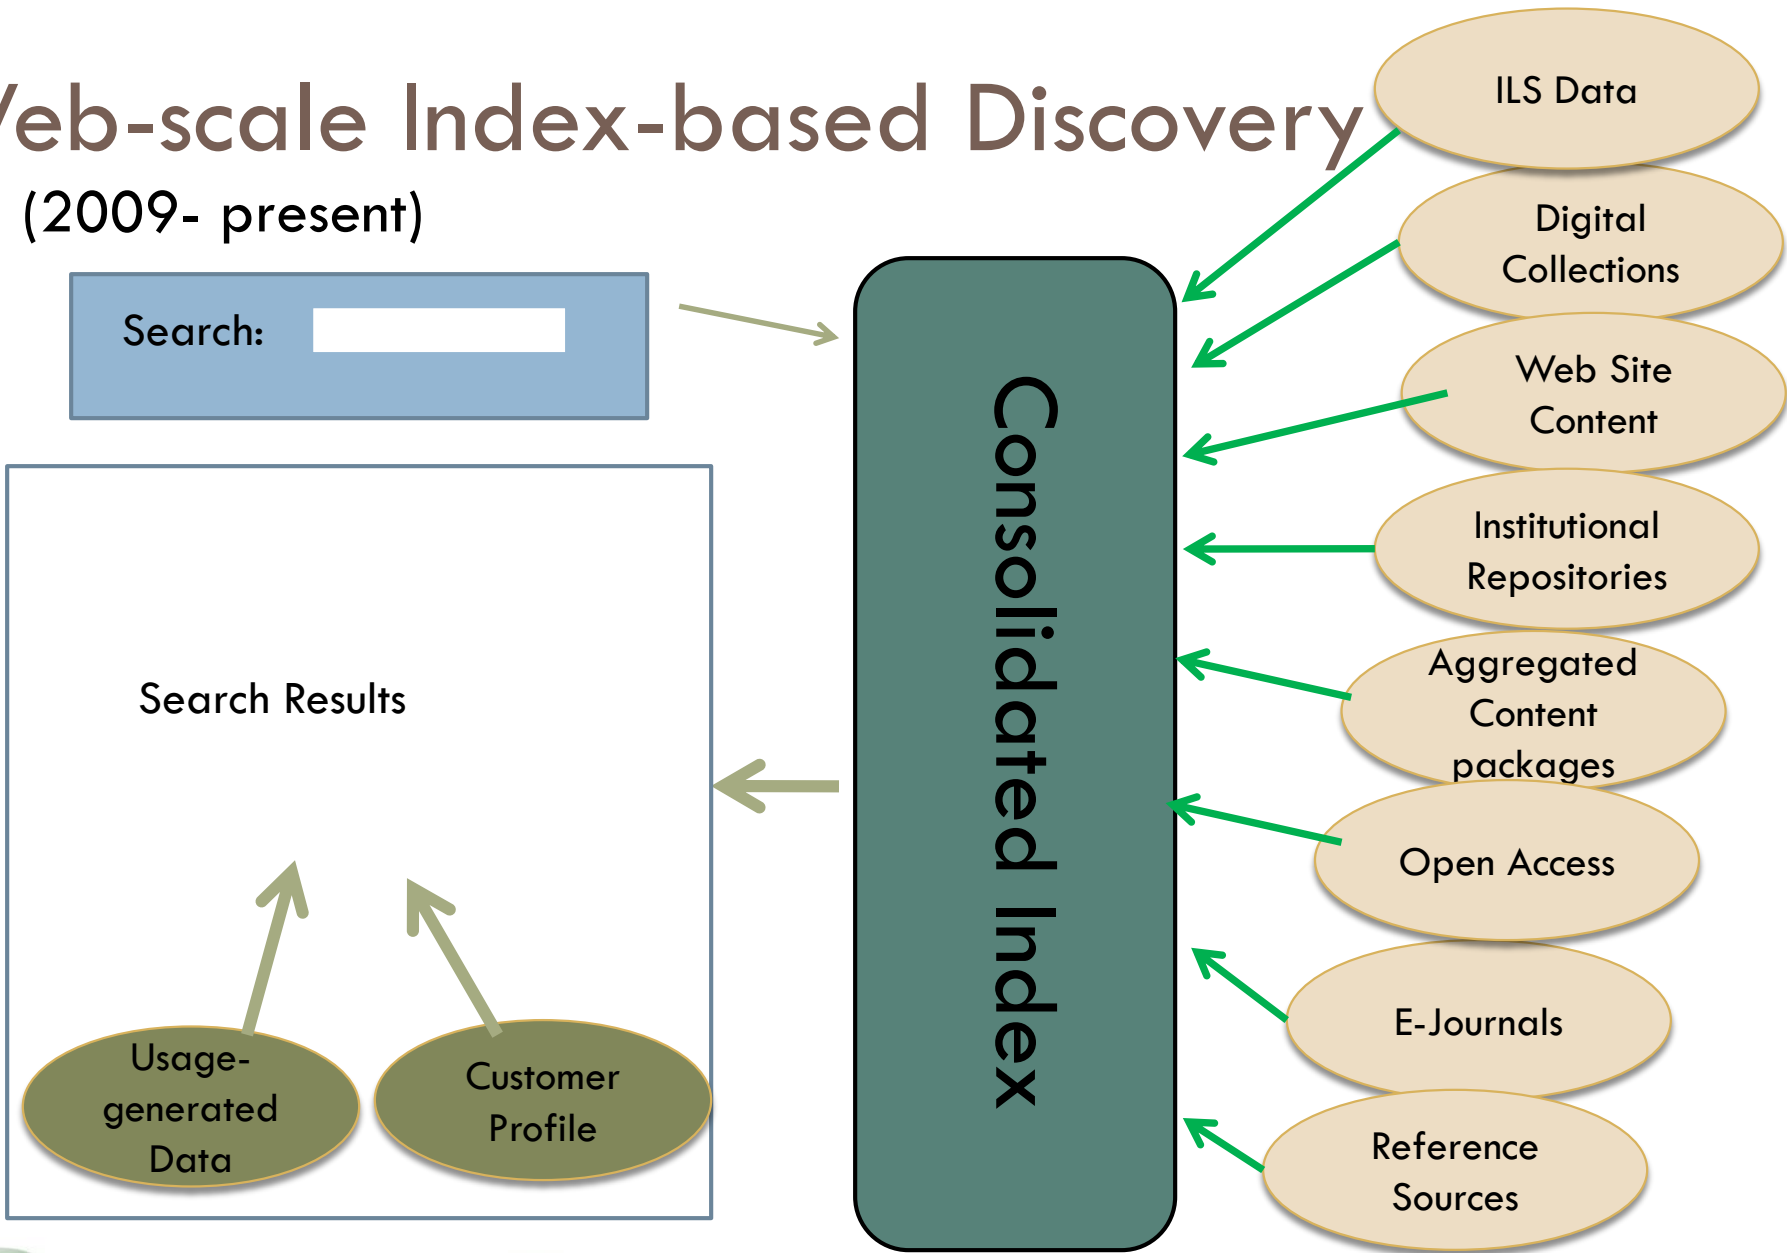 Web-scale Index-based Discovery
(2009- present)
Search:
Search Results
Usage-
generated
Data
Customer
Profile
Consolidated Index
ILS Data
Digital
Collections
Web Site
Content
Institutional
Repositories
Aggregated
Content
packages
Open Access
E-Journals
Reference
Sources